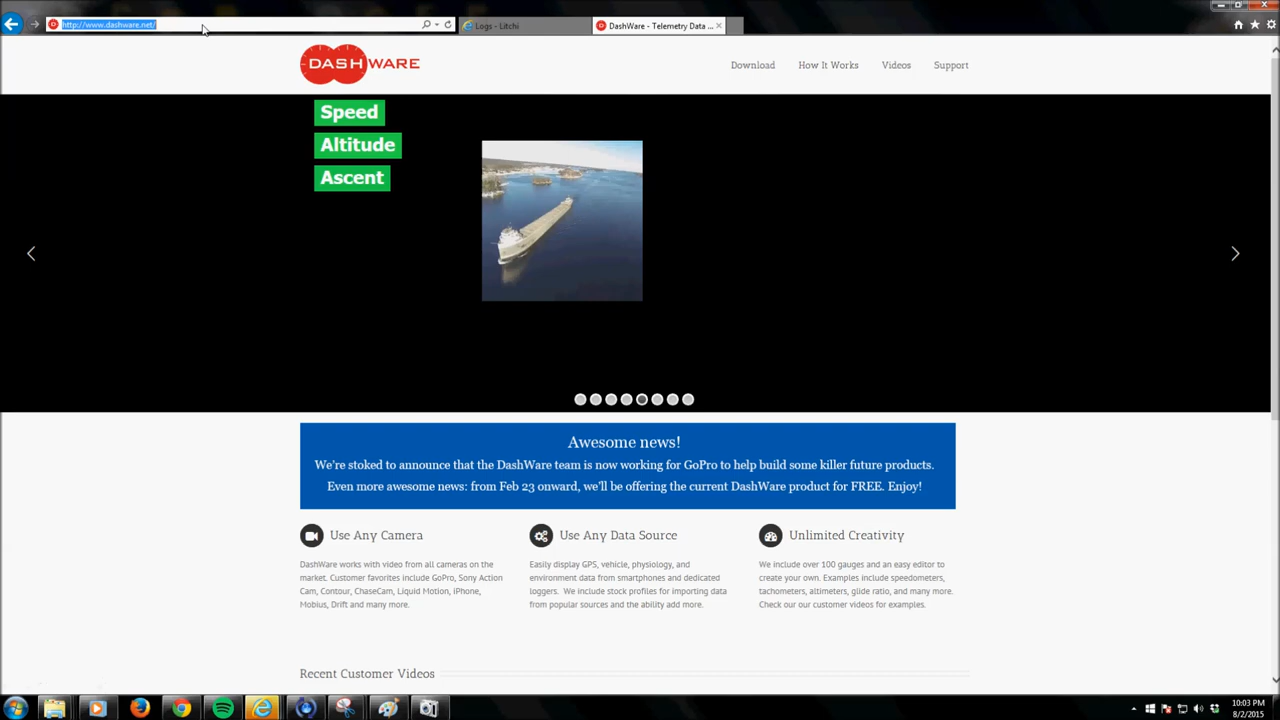 http://www.dashware.net/
Logs - Litchi
DashWare - Telemetry Data ...
DASHWARE
Download
How It Works
Videos
Support
Speed
Altitude
Ascent
Awesome news!
We're stoked to announce that the DashWare team is now working for GoPro to help build some killer future products.
Even more awesome news: from Feb 23 onward, we'll be offering the current DashWare product for FREE. Enjoy!
Use Any Camera
DashWare works with video from all cameras on the
market. Customer favorites include GoPro, Sony Action
Cam, Contour, ChaseCam, Liquid Motion, iPhone,
Mobius, Drift and many more.
Use Any Data Source
Easily display GPS, vehicle, physiology, and
environment data from smartphones and dedicated
loggers. We include stock profiles for importing data
from popular sources and the ability add more.
Unlimited Creativity
We include over 100 gauges and an easy editor to
create your own. Examples include speedometers,
tachometers, altimeters, glide ratio, and many more.
Check our our customer videos for examples.
Recent Customer Videos
10:03 PM
8/2/2015